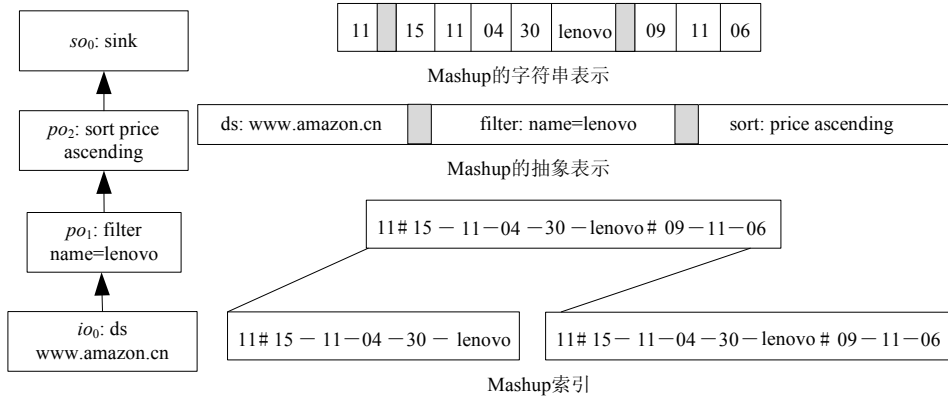 so0: sink
po2: sort price
ascending
po1: filter
name=lenovo
io0: ds
www.amazon.cn
11 15 11 04 30 lenovo 09 11 06
Mashup的字符串表示
ds: www.amazon.cn filter: name=lenovo sort: price ascending
Mashup的抽象表示
11# 15－11－04－30－lenovo# 09－11－06
11# 15－11－04－30－lenovo
11# 15－11－04－30－lenovo# 09－11－06
Mashup索引